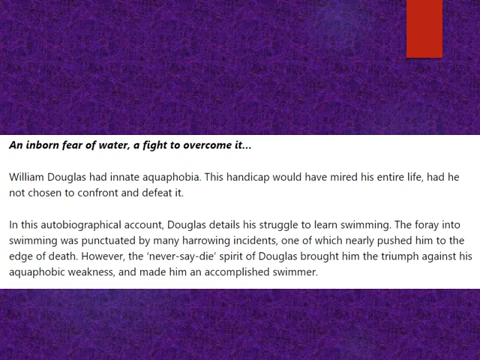 An inborn fear of water, a fight to overcome it...
William Douglas had innate aquaphobia. This handicap would have mired his entire life, had he
not chosen to confront and defeat it.
In this autobiographical account, Douglas details his struggle to learn swimming. The foray into
swimming was punctuated by many harrowing incidents, one of which nearly pushed him to the
edge of death. However, the ‘never-say-die’ spirit of Douglas brought him the triumph against his
aquaphobic weakness, and made him an accomplished swimmer.